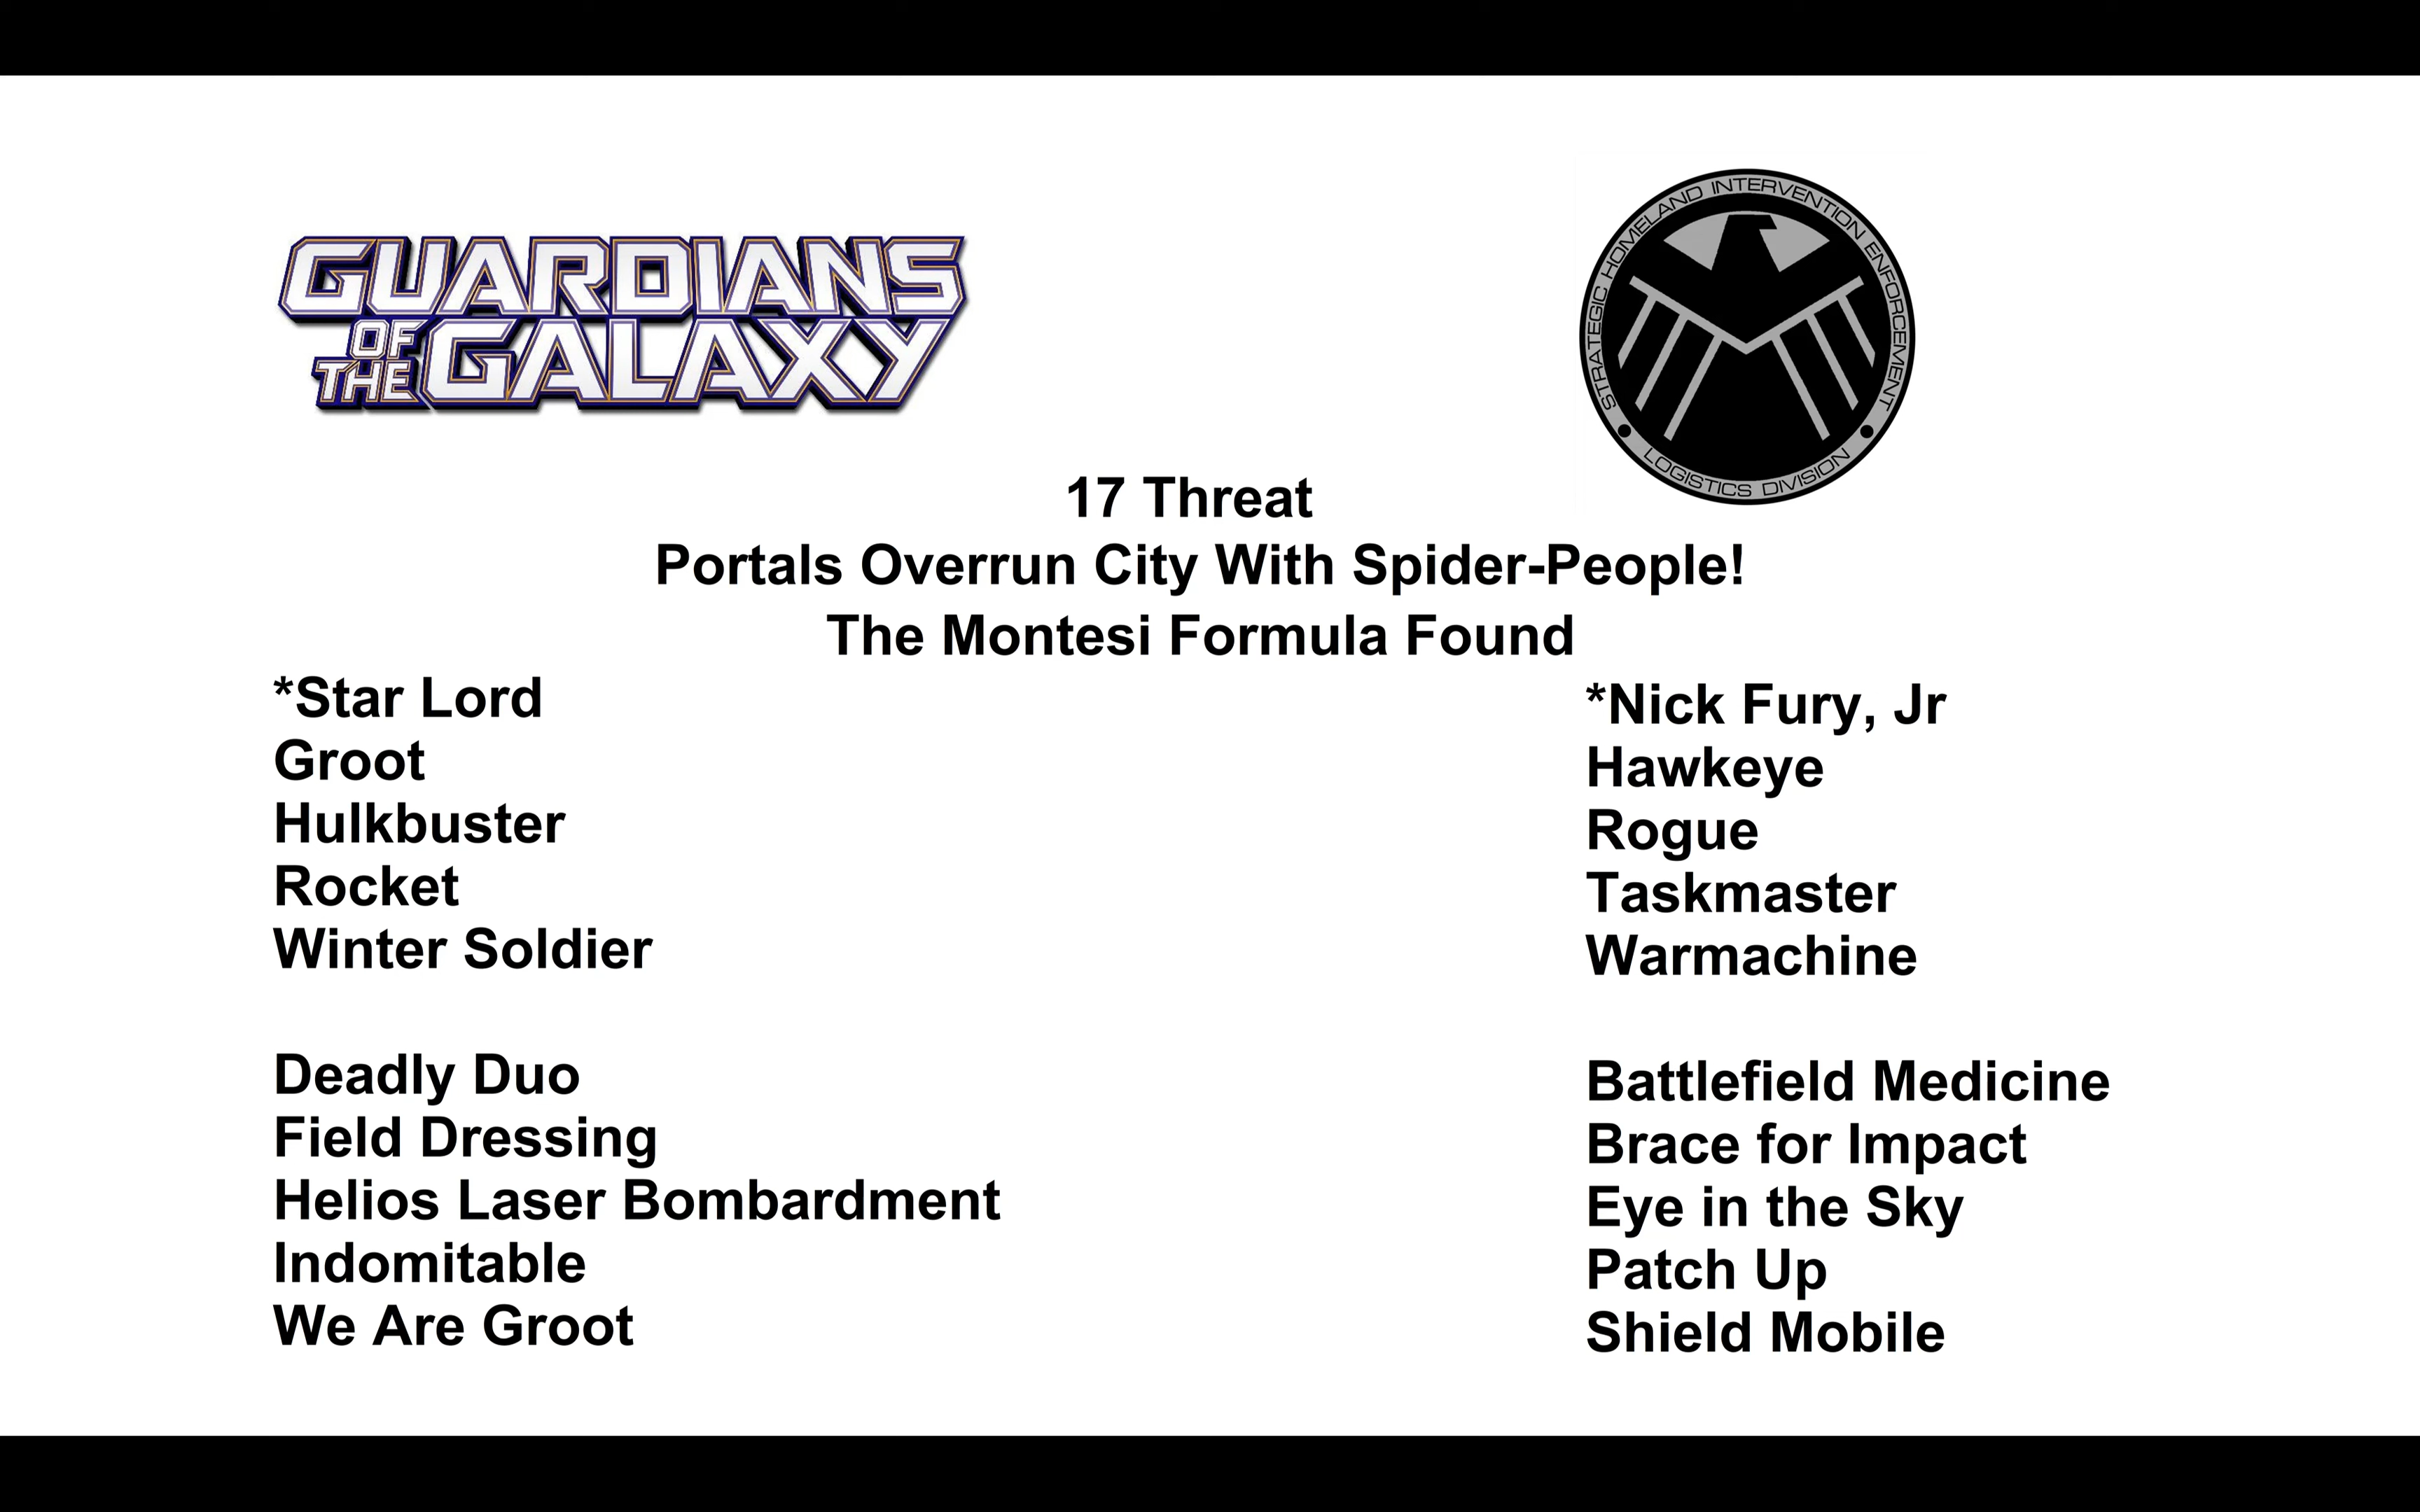 GUARDIANS
OF THE GALAXY
STRATEGIC HOMELAND INTERVENTION ENFORCEMENT
LOGISTICS DIVISION
17 Threat
Portals Overrun City With Spider-People!
The Montesi Formula Found
*Star Lord
Groot
Hulkbuster
Rocket
Winter Soldier
Deadly Duo
Field Dressing
Helios Laser Bombardment
Indomitable
We Are Groot
*Nick Fury, Jr
Hawkeye
Rogue
Taskmaster
Warmachine
Battlefield Medicine
Brace for Impact
Eye in the Sky
Patch Up
Shield Mobile